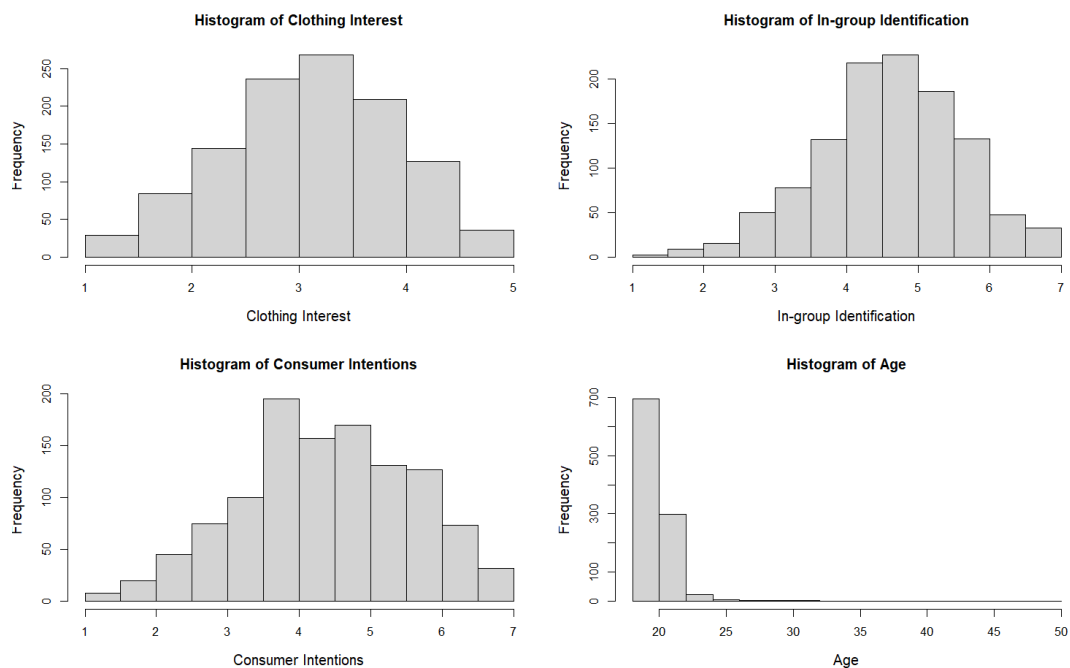 Histogram of Clothing Interest
Frequency
0 50 100 150 200 250
1 2 3 4 5
Clothing Interest
Histogram of In-group Identification
Frequency
0 50 100 150 200
1 2 3 4 5 6 7
In-group Identification
Histogram of Consumer Intentions
Frequency
0 50 100 150 200
1 2 3 4 5 6 7
Consumer Intentions
Histogram of Age
Frequency
0 100 300 500 700
20 25 30 35 40 45 50
Age